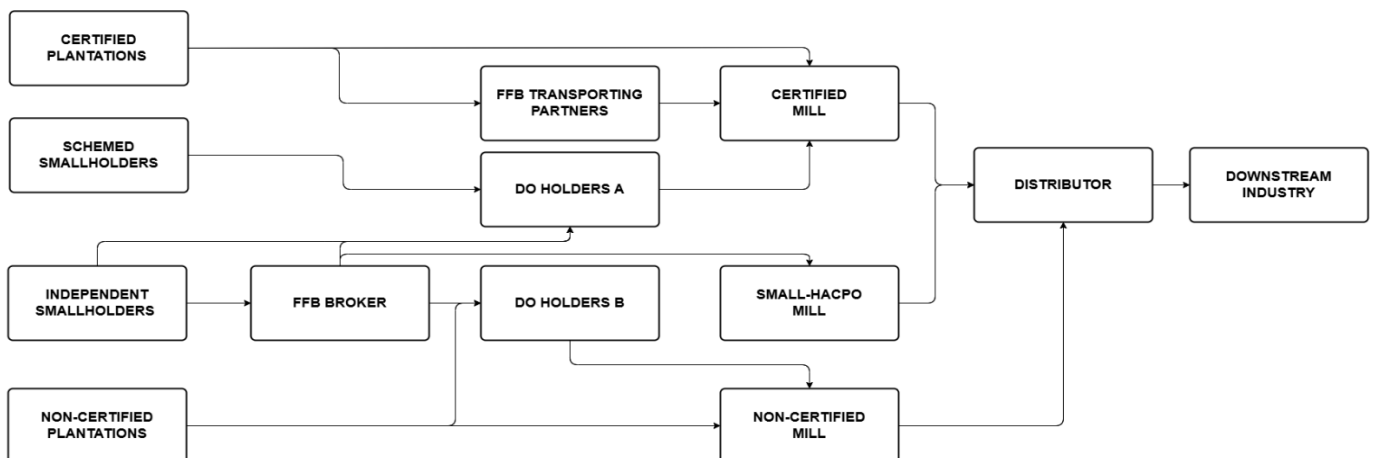 CERTIFIED
PLANTATIONS
FFB TRANSPORTING
PARTNERS
CERTIFIED
MILL
SCHEMED
SMALLHOLDERS
DO HOLDERS A
DISTRIBUTOR
DOWNSTREAM
INDUSTRY
INDEPENDENT
SMALLHOLDERS
FFB BROKER
DO HOLDERS B
SMALL-HACPO
MILL
NON-CERTIFIED
PLANTATIONS
NON-CERTIFIED
MILL